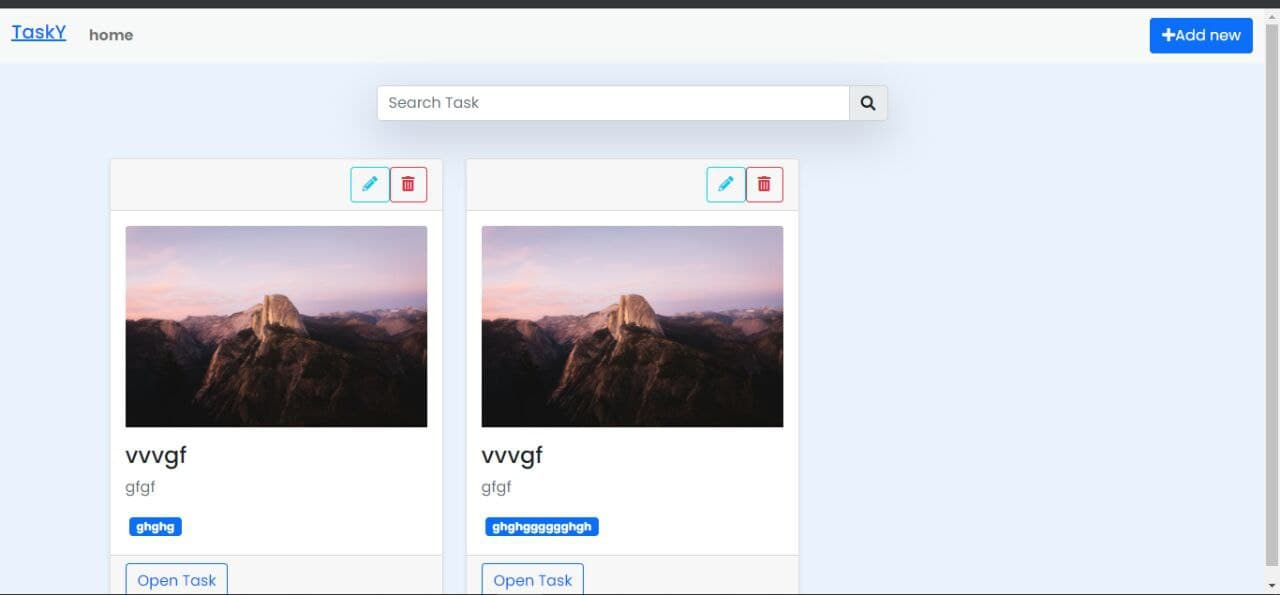 TaskY home Add new
Search Task
vvvgf vvvgf
gfgf gfgf
ghghg ghghgggggghgh
Open Task Open Task